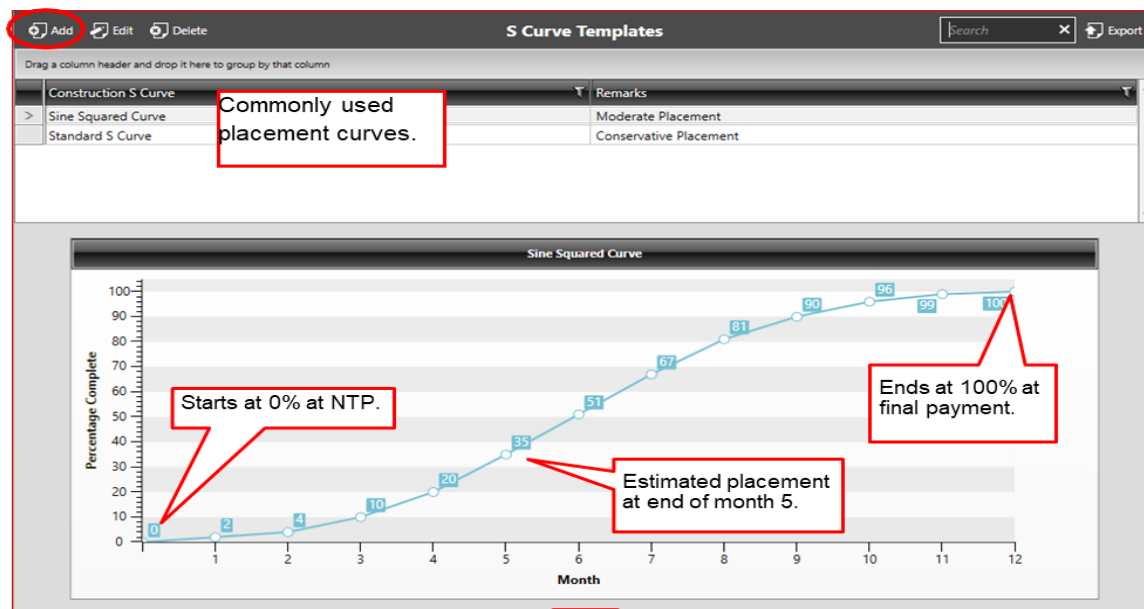 Add Edit Delete S Curve Templates Search Export
Drag a column header and drop it here to group by that column
Construction S Curve Remarks
Sine Squared Curve Moderate Placement
Standard S Curve Conservative Placement
Commonly used
placement curves.
Sine Squared Curve
Percentage Complete
100
90
80
70
60
50
40
30
20
10
0
0 2 4 10 20 35 51 67 81 90 96 99 100
Starts at 0% at NTP.
Estimated placement
at end of month 5.
Ends at 100% at
final payment.
1 2 3 4 5 6 7 8 9 10 11 12
Month